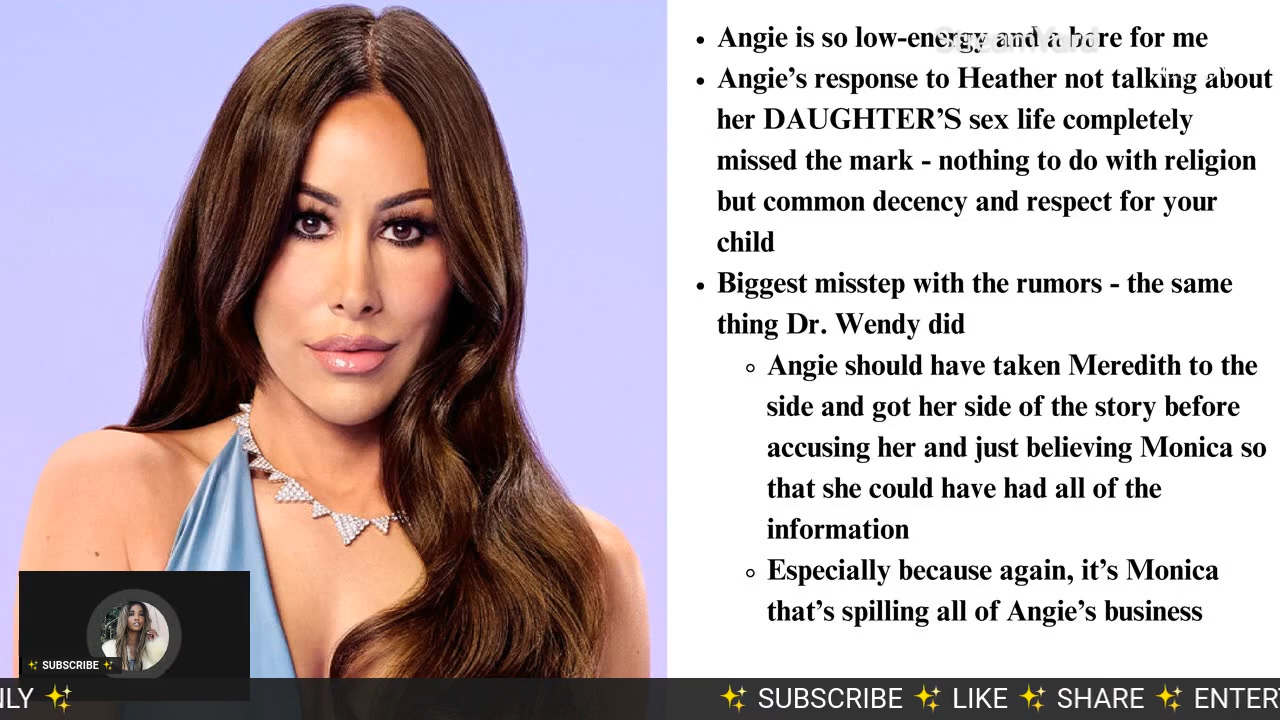 StreamYard
Angie is so low-energy and a bore for me
Angie's response to Heather not talking about
her DAUGHTER'S sex life completely
missed the mark - nothing to do with religion
but common decency and respect for your
child
Biggest misstep with the rumors - the same
thing Dr. Wendy did
Angie should have taken Meredith to the
side and got her side of the story before
accusing her and just believing Monica so
that she could have had all of the
information
Especially because again, it's Monica
that's spilling all of Angie's business
SUBSCRIBE
NLY ✨ ✨ SUBSCRIBE ✨ LIKE ✨ SHARE ✨ ENTER